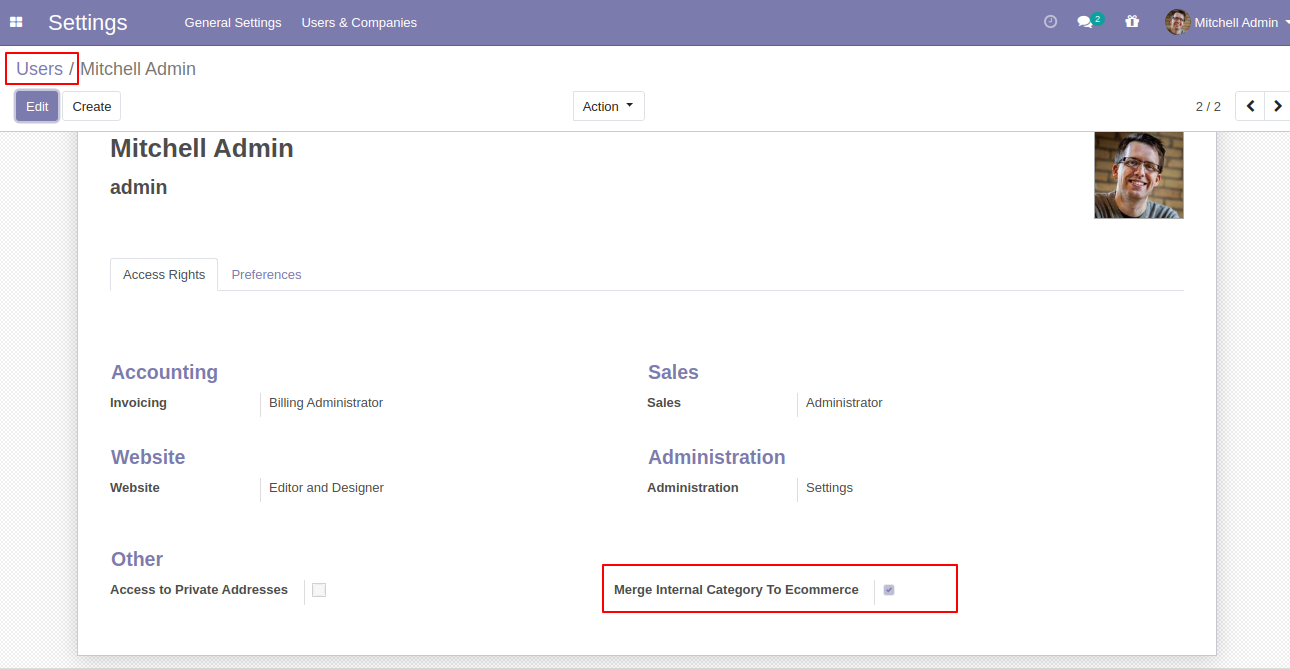 Settings General Settings Users & Companies 2 Mitchell Admin
Users / Mitchell Admin
Edit Create Action 2 / 2
Mitchell Admin
admin
Access Rights Preferences
Accounting Sales
Invoicing Billing Administrator Sales Administrator
Website Administration
Website Editor and Designer Administration Settings
Other
Access to Private Addresses Merge Internal Category To Ecommerse